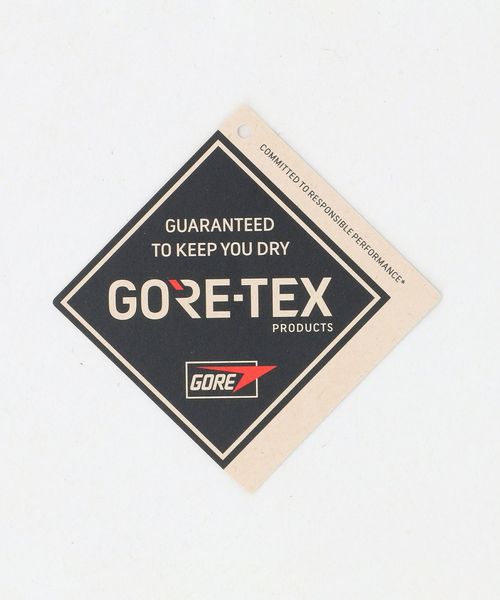 COMMITTED TO RESPONSIBLE PERFORMANCE*
GUARANTEED
TO KEEP YOU DRY
GORE-TEX
PRODUCTS
GORE